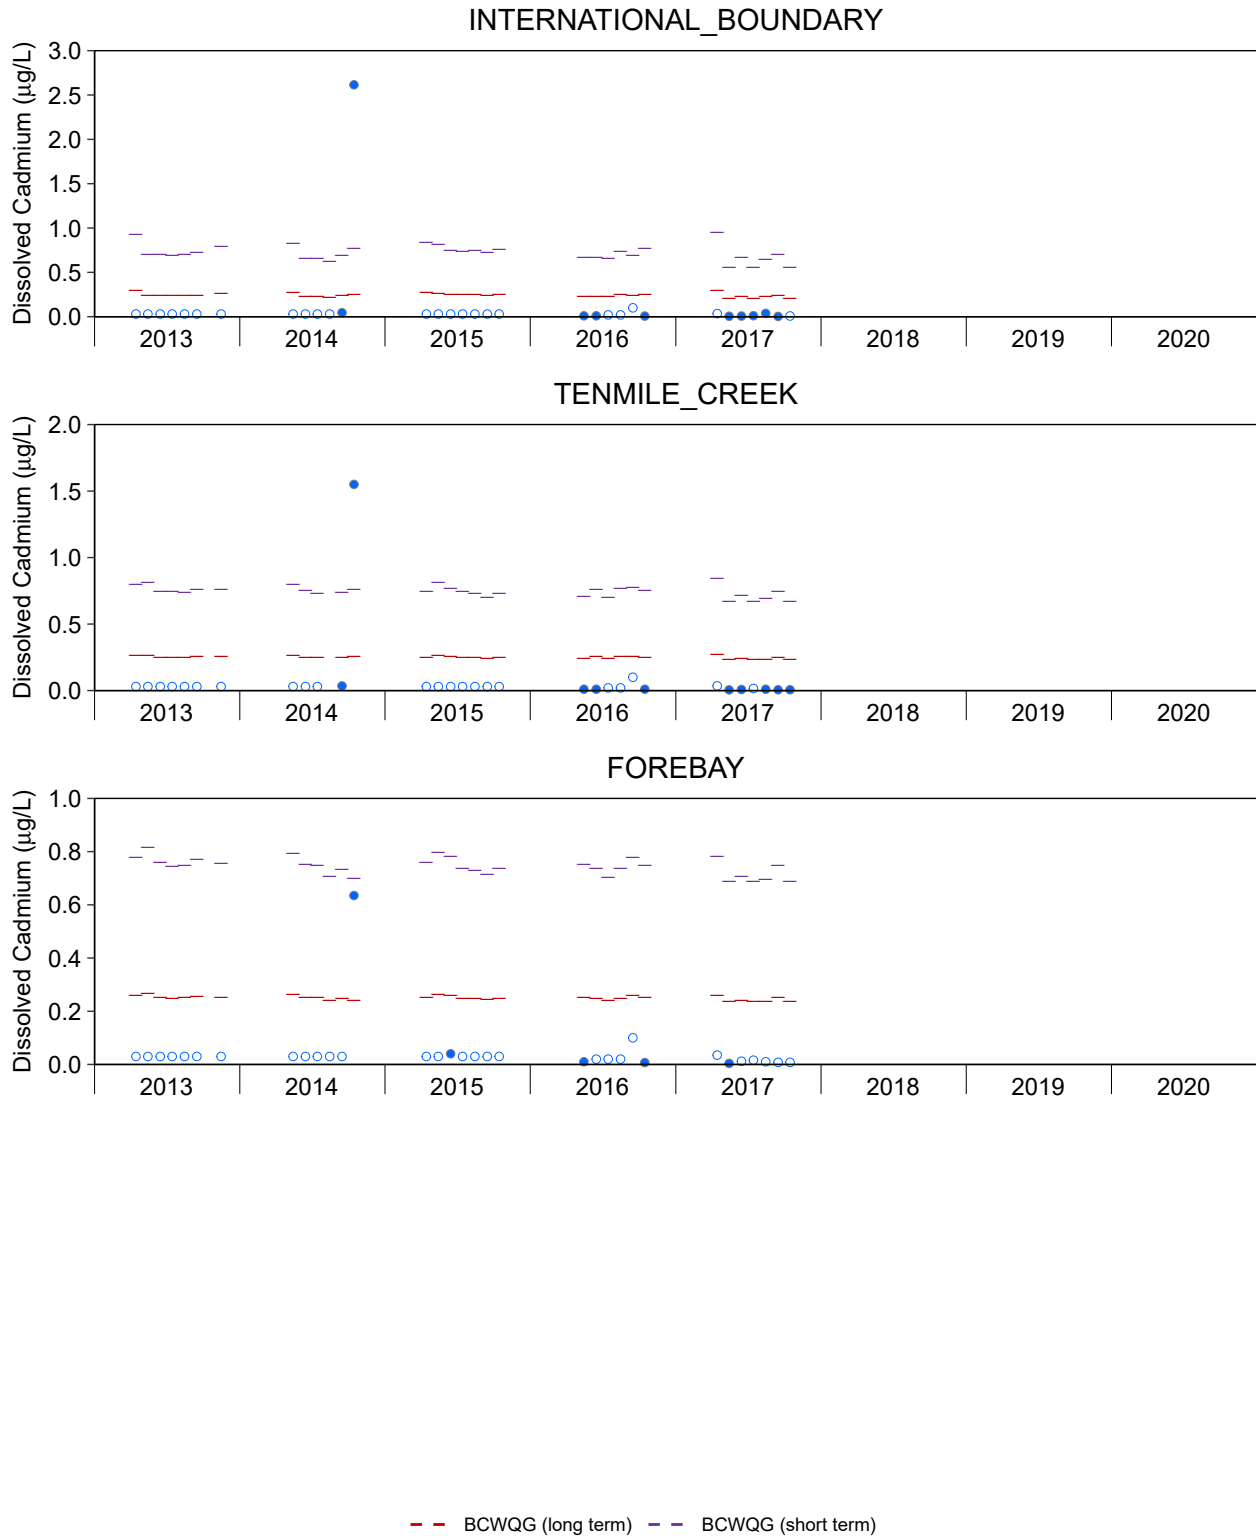 INTERNATIONAL_BOUNDARY
Dissolved Cadmium (µg/L)
3.0
2.5
2.0
1.5
1.0
0.5
0.0
2013 2014 2015 2016 2017 2018 2019 2020
TENMILE_CREEK
Dissolved Cadmium (µg/L)
2.0
1.5
1.0
0.5
0.0
2013 2014 2015 2016 2017 2018 2019 2020
FOREBAY
Dissolved Cadmium (µg/L)
1.0
0.8
0.6
0.4
0.2
0.0
2013 2014 2015 2016 2017 2018 2019 2020
BCWQG (long term) BCWQG (short term)